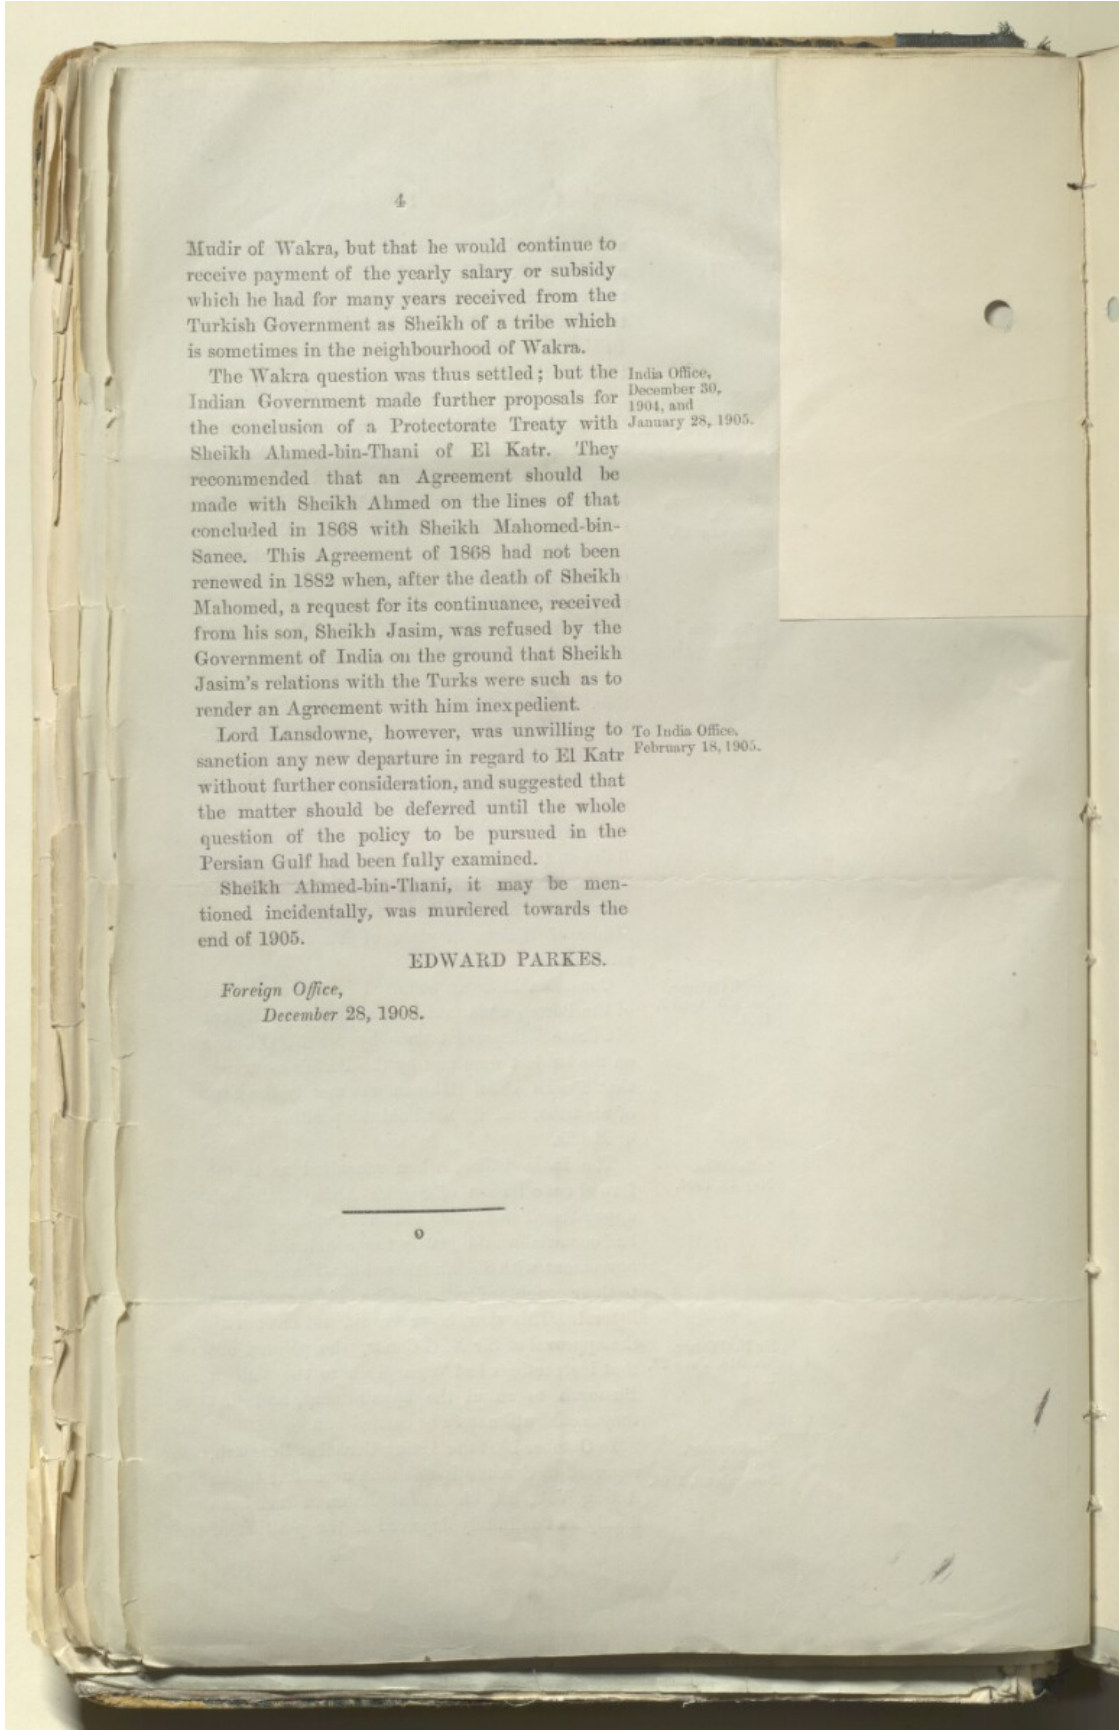 4
Mudir of Wakra, but that he would continue to
receive payment of the yearly salary or subsidy
which he had for many years received from the
Turkish Government as Sheikh of a tribe which
is sometimes in the neighbourhood of Wakra.
The Wakra question was thus settled; but the
Indian Government made further proposals for
the conclusion of a Protectorate Treaty with
Sheikh Ahmed-bin-Thani of El Katr. They
recommended that an Agreement should be
made with Sheikh Ahmed on the lines of that
concluded in 1868 with Sheikh Mahomed-bin-
Sanee. This Agreement of 1868 had not been
renewed in 1882 when, after the death of Sheikh
Mahomed, a request for its continuance, received
from his son, Sheikh Jasim, was refused by the
Government of India on the ground that Sheikh
Jasim's relations with the Turks were such as to
render an Agreement with him inexpedient.
India Office,
December 30,
1904, and
January 28, 1905.
Lord Lansdowne, however, was unwilling to
sanction any new departure in regard to El Katr
without further consideration, and suggested that
the matter should be deferred until the whole
question of the policy to be pursued in the
Persian Gulf had been fully examined.
To India Office,
February 18, 1905.
Sheikh Ahmed-bin-Thani, it may be men-
tioned incidentally, was murdered towards the
end of 1905.
EDWARD PARKES.
Foreign Office,
December 28, 1908.
o